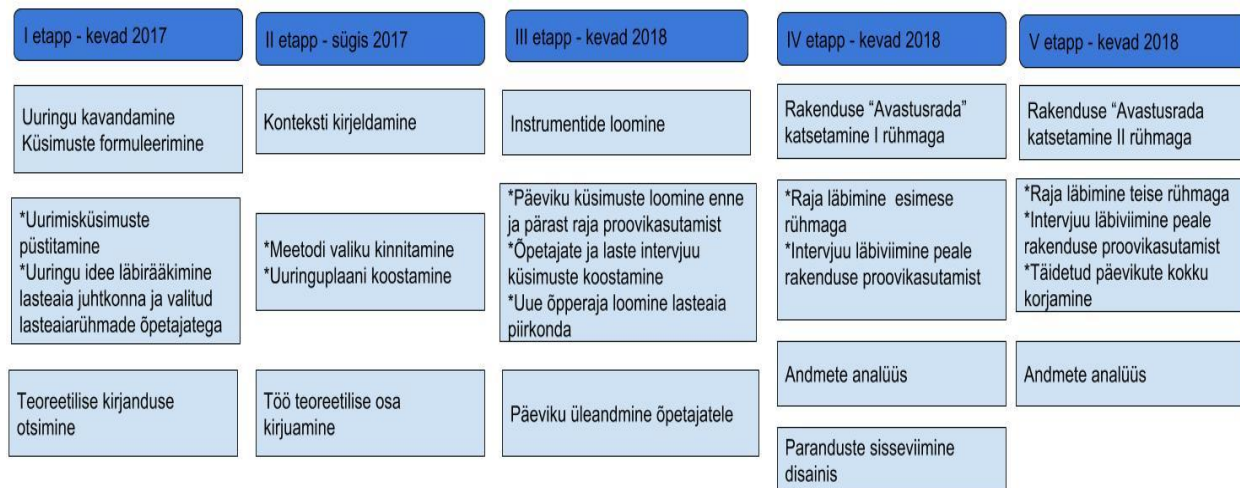 I etapp - kevad 2017
Uuringu kavandamine
Küsimuste formuleerimine
*Uurimisküsimuste
püstitamine
*Uuringu idee läbirääkimine
lasteaia juhtkonna ja valitud
lasteaiarühmade õpetajatega
Teoreetilise kirjanduse
otsimine
II etapp - sügis 2017
Konteksti kirjeldamine
*Meetodi valiku kinnitamine
*Uuringuplaani koostamine
Töö teoreetilise osa
kirjuamine
III etapp - kevad 2018
Instrumentide loomine
*Päeviku küsimuste loomine enne
ja pärast raja proovikasutamist
*Õpetajate ja laste intervjuu
küsimuste koostamine
*Uue õpperaja loomine lasteaia
piirkonda
Päeviku üleandmine õpetajatele
IV etapp - kevad 2018
Rakenduse “Avastusrada”
katsetamine I rühmaga
*Raja läbimine esimese
rühmaga
*Intervjuu läbiviimine peale
rakenduse proovikasutamist
Andmete analüüs
Paranduste sisseviimine
disainis
V etapp - kevad 2018
Rakenduse “Avastusrada
katsetamine II rühmaga
*Raja läbimine teise rühmaga
*Intervjuu läbiviimine peale
rakenduse proovikasutamist
*Täidetud päevikute kokku
korjamine
Andmete analüüs